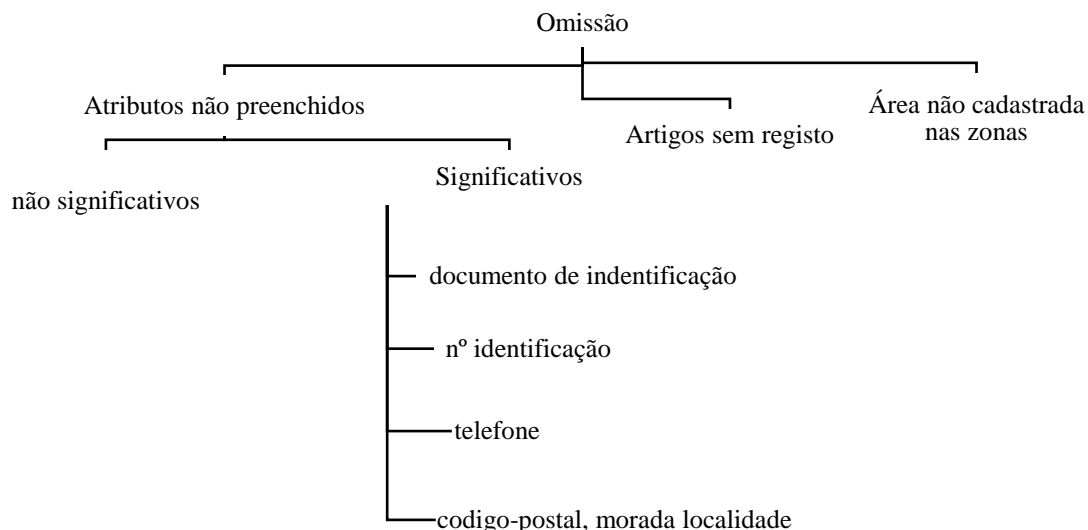 Omissão
Atributos não preenchidos
Artigos sem registo
Área não cadastrada
nas zonas
não significativos
Significativos
documento de indentificação
nº identificação
telefone
codigo-postal, morada localidade